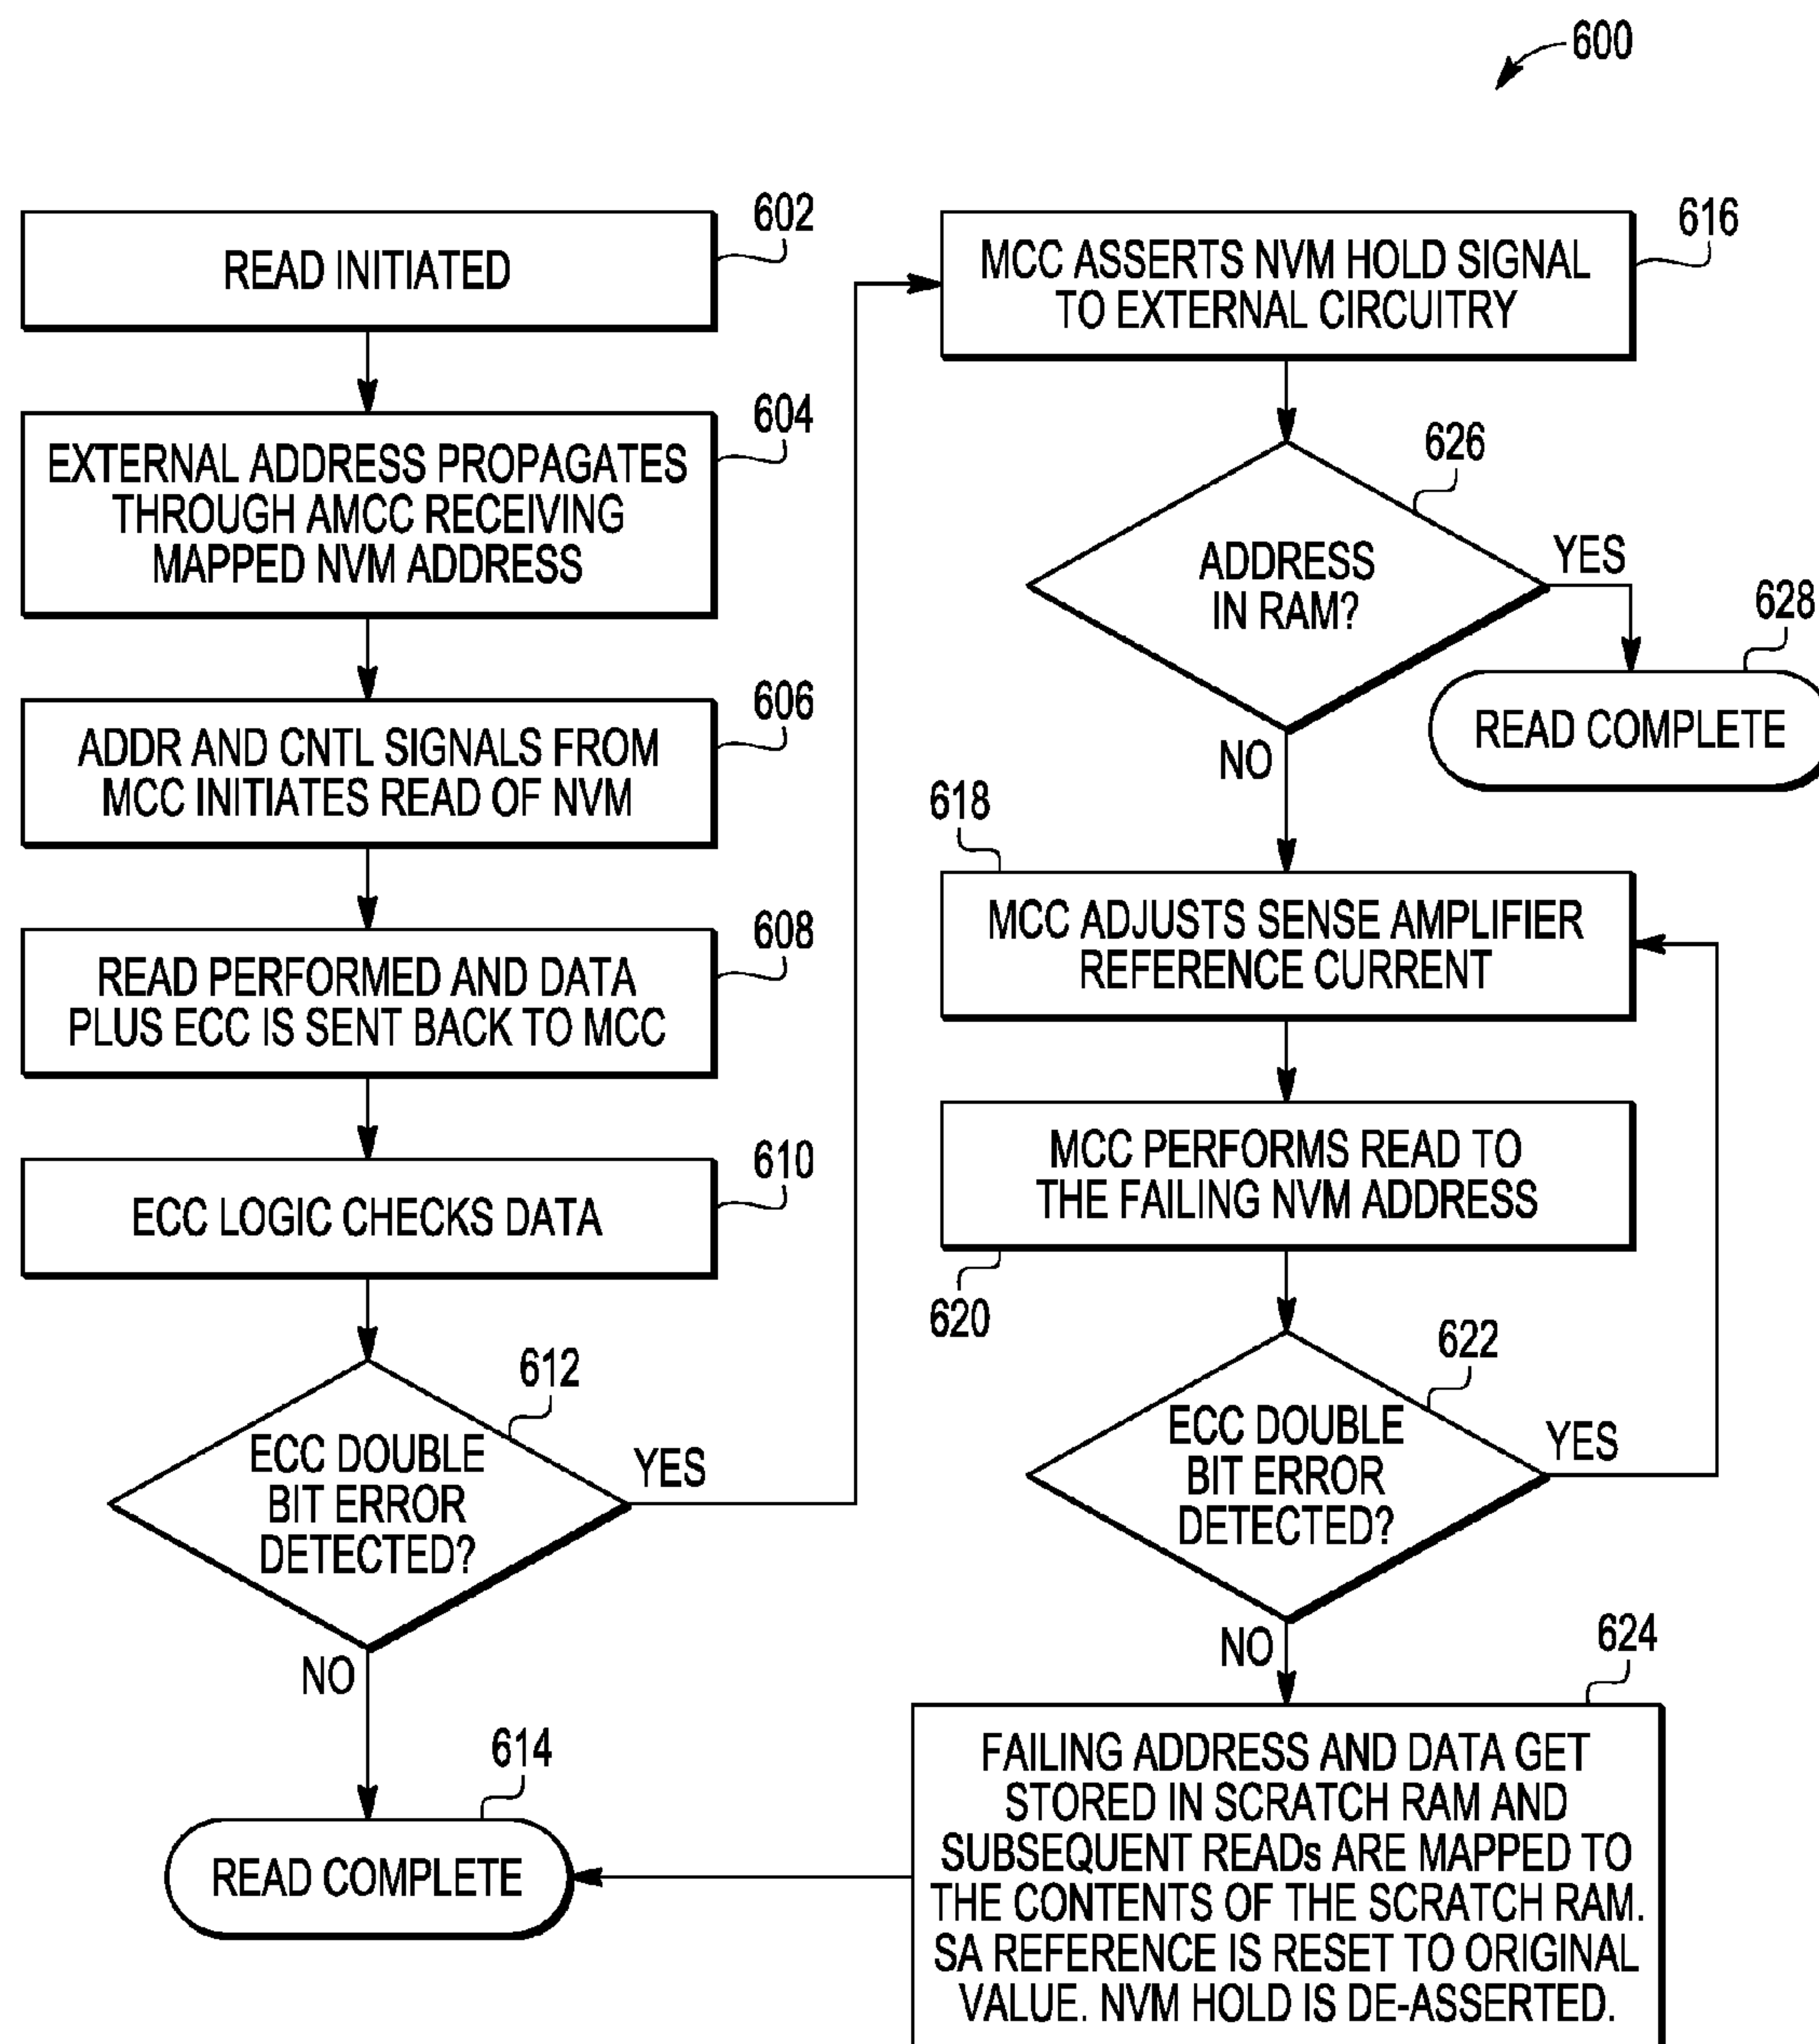 600
602
READ INITIATED
604
EXTERNAL ADDRESS PROPAGATES
THROUGH AMCC RECEIVING
MAPPED NVM ADDRESS
606
ADDR AND CNTL SIGNALS FROM
MCC INITIATES READ OF NVM
608
READ PERFORMED AND DATA
PLUS ECC IS SENT BACK TO MCC
610
ECC LOGIC CHECKS DATA
612
ECC DOUBLE
BIT ERROR
DETECTED?
YES
NO
614
READ COMPLETE
616
MCC ASSERTS NVM HOLD SIGNAL
TO EXTERNAL CIRCUITRY
626
ADDRESS
IN RAM?
YES
628
READ COMPLETE
NO
618
MCC ADJUSTS SENSE AMPLIFIER
REFERENCE CURRENT
MCC PERFORMS READ TO
THE FAILING NVM ADDRESS
620
622
ECC DOUBLE
BIT ERROR
DETECTED?
YES
NO
624
FAILING ADDRESS AND DATA GET
STORED IN SCRATCH RAM AND
SUBSEQUENT READs ARE MAPPED TO
THE CONTENTS OF THE SCRATCH RAM.
SA REFERENCE IS RESET TO ORIGINAL
VALUE. NVM HOLD IS DE-ASSERTED.